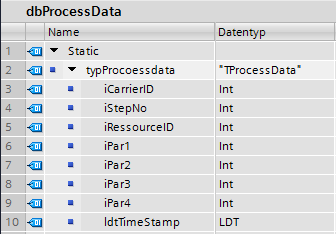 dbProcessData
Name Datentyp
1 Static
2 typProcoessdata "TProcessData"
3 iCarrierID Int
4 iStepNo Int
5 iRessourceID Int
6 iPar1 Int
7 iPar2 Int
8 iPar3 Int
9 iPar4 Int
10 ldtTimeStamp LDT